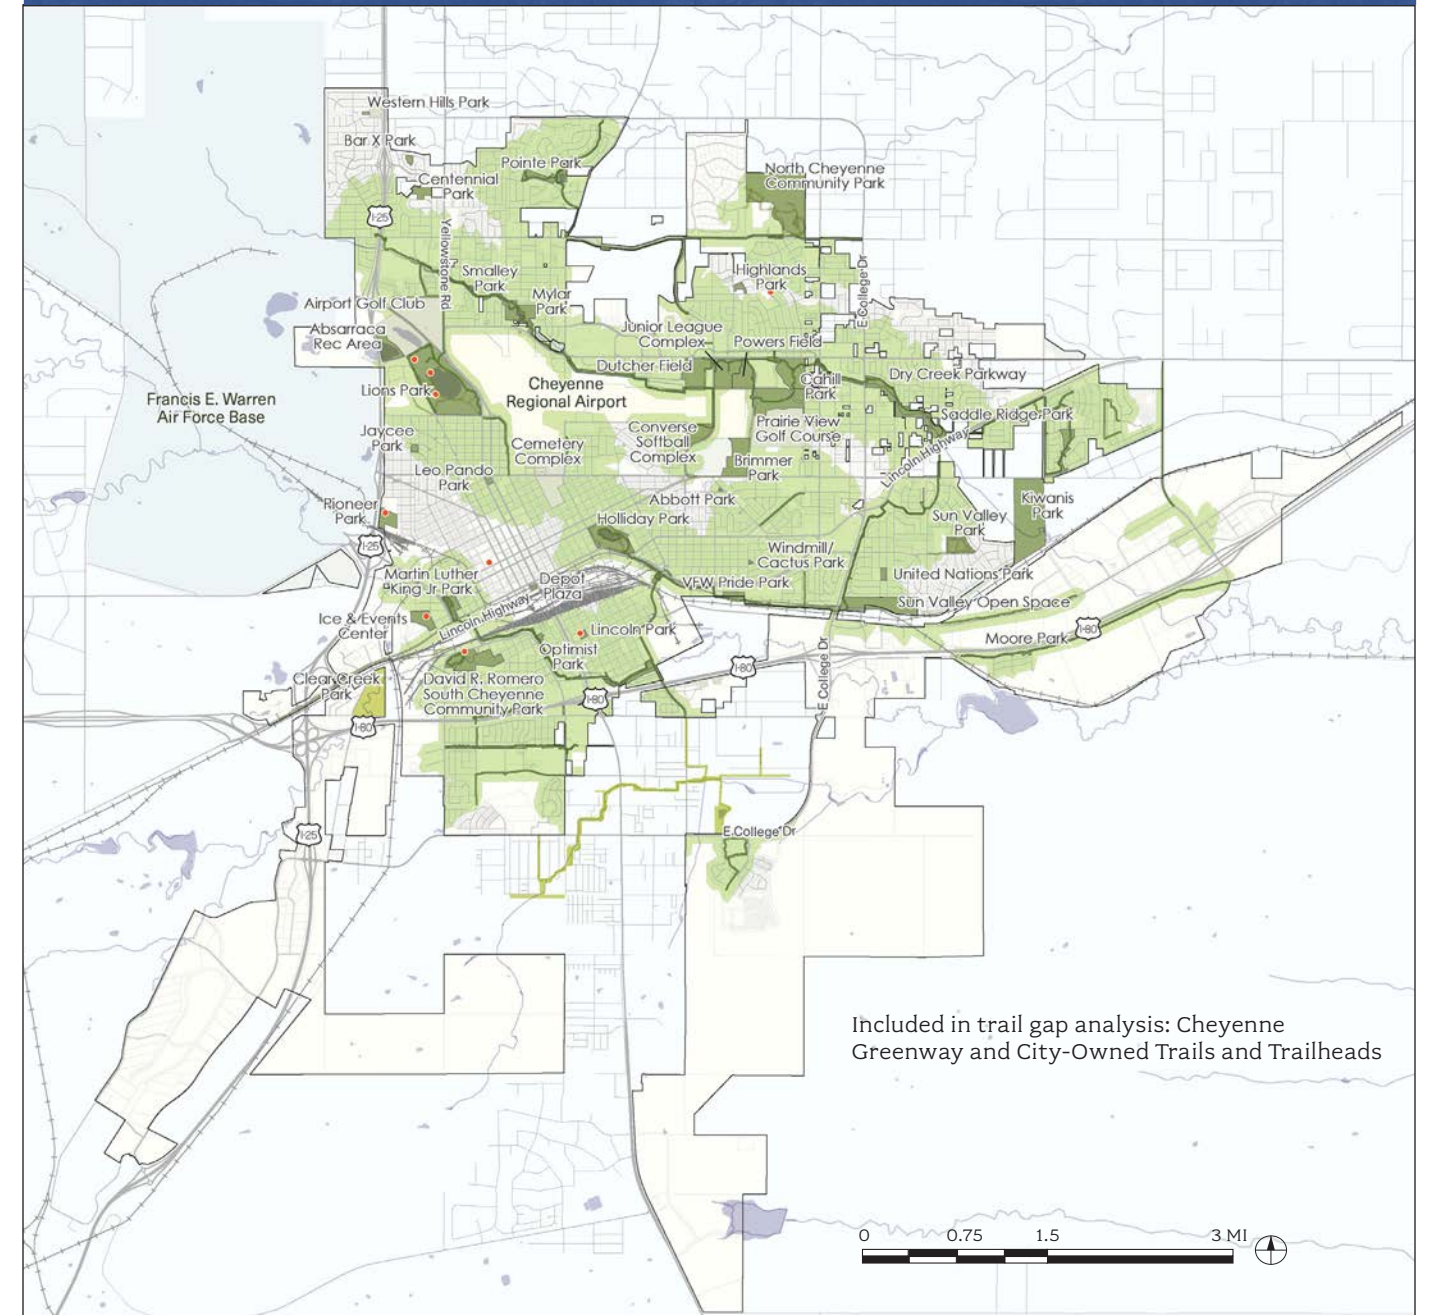 Western Hills Park
Bar X Park
Pointe Park
North Cheyenne
Community Park
Centennial
Park
I-25
Yellowstone Rd
Smalley
Park
Highlands
Park
E College Dr
Mylar
Park
Airport Golf Club
Absarraca
Rec Area
Junior League
Complex
Powers Field
Dutcher Field
Cahill
Park
Dry Creek Parkway
Lions Park
Cheyenne
Regional Airport
Francis E. Warren
Air Force Base
Saddle Ridge Park
Jaycee
Park
Converse
Softball
Complex
Prairie View
Golf Course
Cemetery
Complex
Lincoln Highway
Leo Pando
Park
Brimmer
Park
Abbott Park
Kiwanis
Park
Pioneer
Park
Holliday Park
Sun Valley
Park
I-25
Windmill/
Cactus Park
Martin Luther
King Jr Park
Depot
Plaza
VFW Pride Park
United Nations Park
Sun Valley Open Space
Lincoln Highway
Ice & Events
Center
Lincoln Park
Moore Park
I-80
Optimist
Park
I-80
E College Dr
Clear Creek
Park
David R. Romero
South Cheyenne
Community Park
I-80
I-80
I-25
E College Dr
Included in trail gap analysis: Cheyenne
Greenway and City-Owned Trails and Trailheads
0 0.75 1.5 3 MI